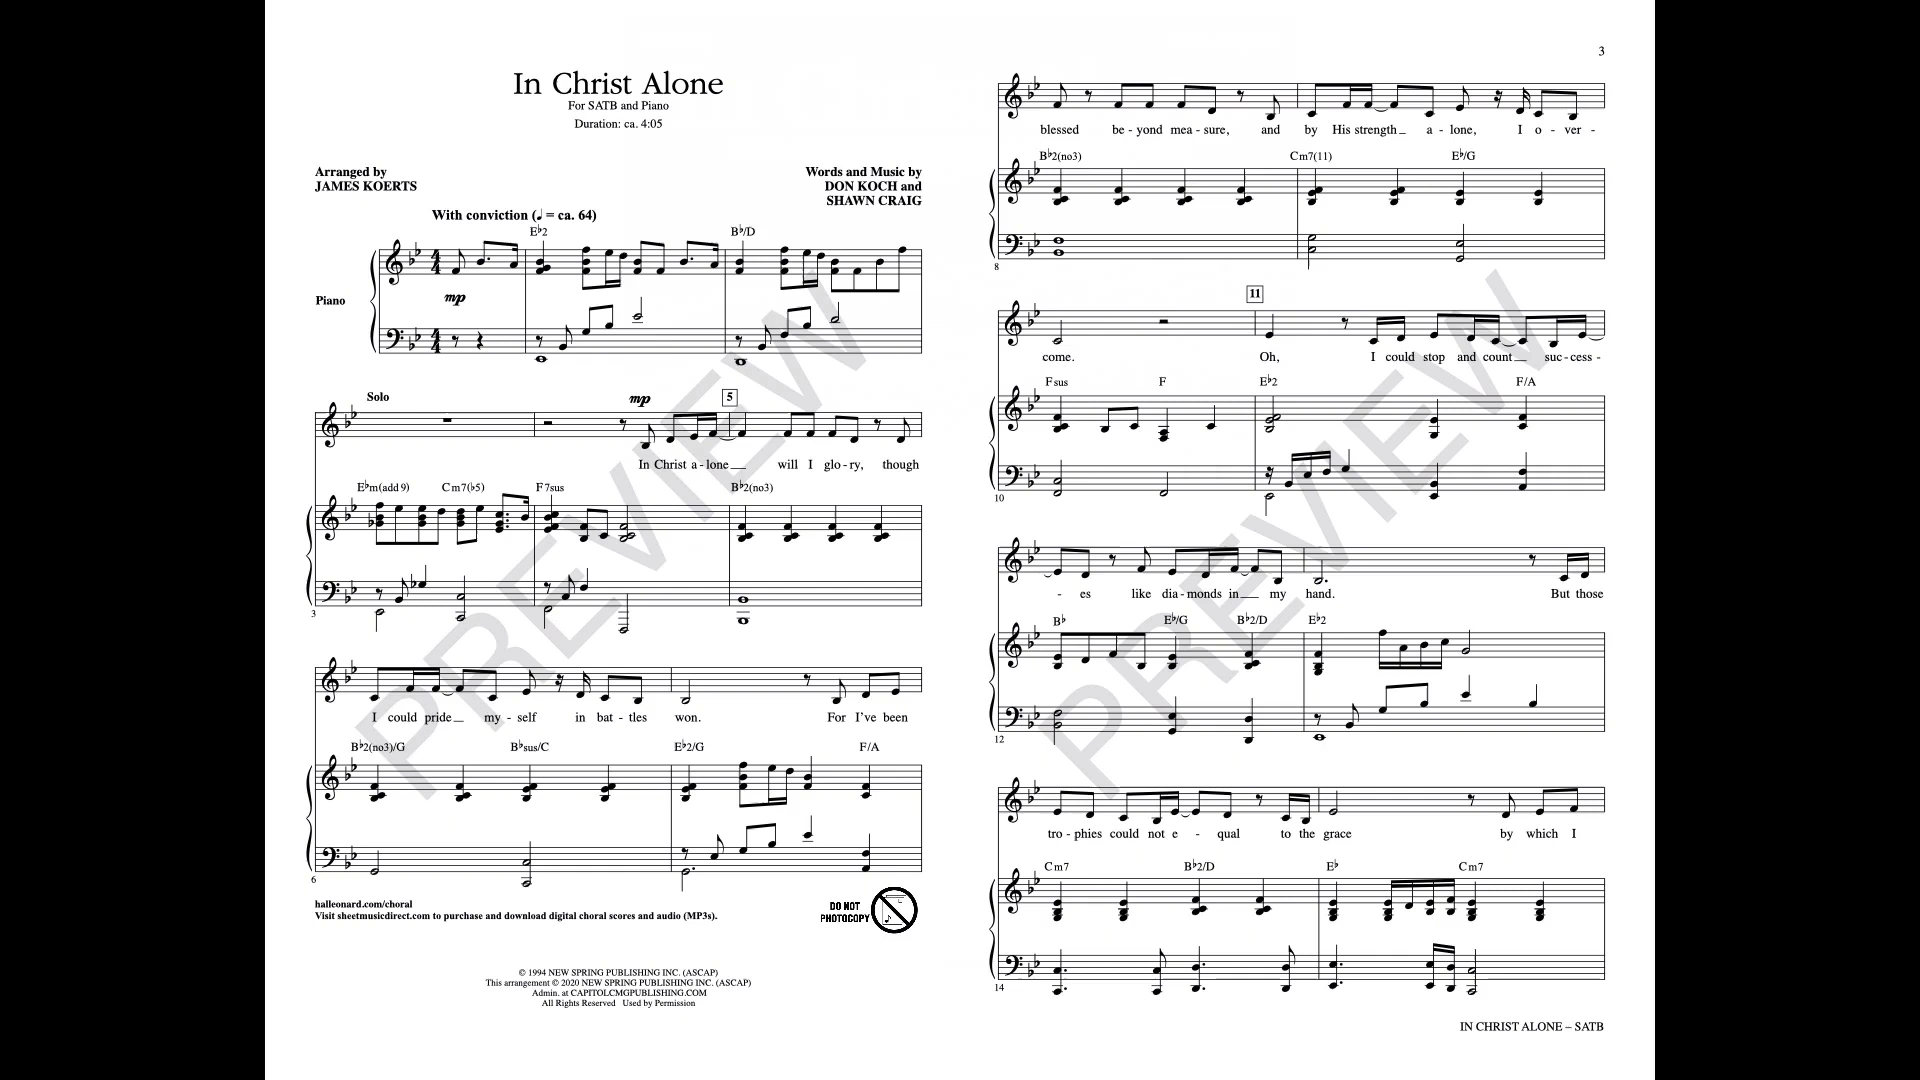 In Christ Alone
For SATB and Piano
Duration: ca. 4:05
Arranged by
JAMES KOERTS
Words and Music by
DON KOCH and
SHAWN CRAIG
With conviction (♩ = ca. 64)
E♭2 B♭/D
Piano
mp
Solo
mp
5
In Christ a - lone will I glo - ry, though
E♭m(add 9) Cm7(♭5) F7sus B♭2(no3)
3
I could pride my - self in bat - tles won. For I've been
B♭2(no3)/G B♭sus/C E♭2/G F/A
6
halleonard.com/choral
Visit sheetmusicdirect.com to purchase and download digital choral scores and audio (MP3s).
DO NOT
PHOTOCOPY
© 1994 NEW SPRING PUBLISHING INC. (ASCAP)
This arrangement © 2020 NEW SPRING PUBLISHING INC. (ASCAP)
Admin. at CAPITOLCMGPUBLISHING.COM
All Rights Reserved Used by Permission
PREVIEW
3
blessed be - yond mea - sure, and by His strength a - lone, I o - ver -
B♭2(no3) Cm7(11) E♭/G
8
11
come. Oh, I could stop and count suc - cess -
Fsus F E♭2 F/A
10
- es like dia - monds in my hand. But those
B♭ E♭/G B♭2/D E♭2
12
tro - phies could not e - qual to the grace by which I
Cm7 B♭2/D E♭ Cm7
14
IN CHRIST ALONE – SATB
PREVIEW